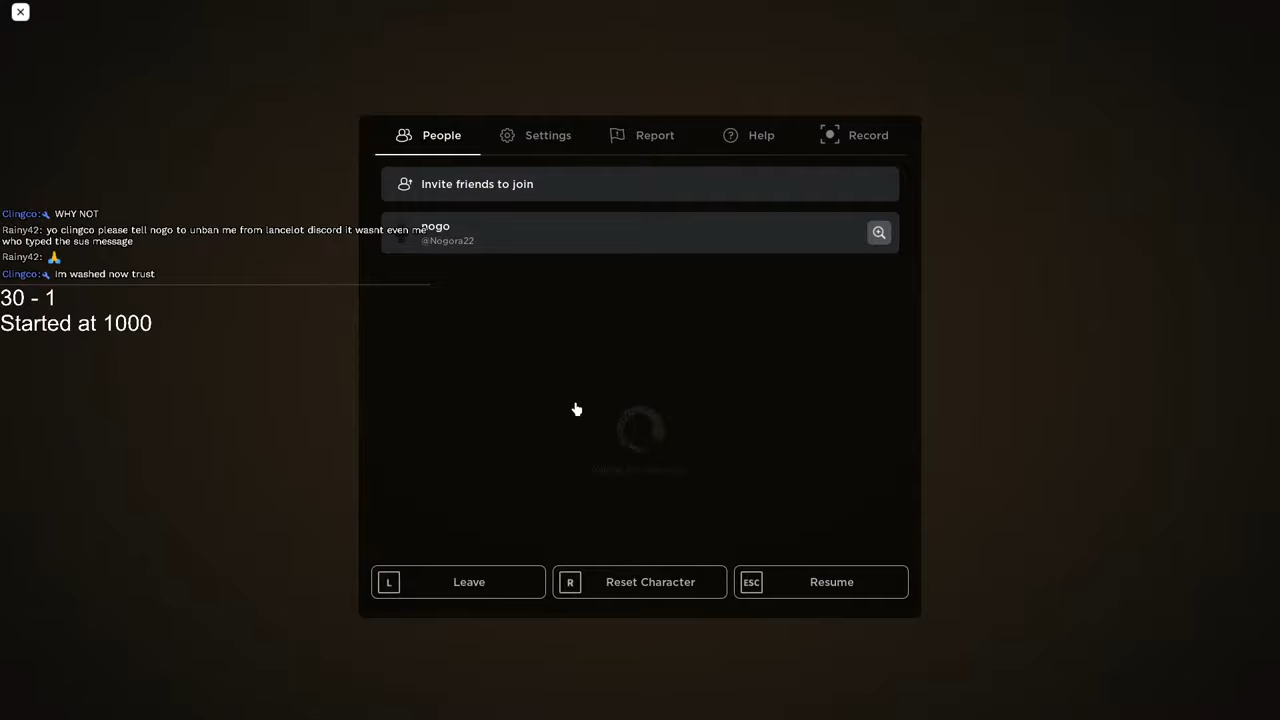 People
Settings
Report
Help
Record
Invite friends to join
nogo
@Nogora22
Clingco: WHY NOT
Rainy42: yo clingco please tell nogo to unban me from lancelot discord it wasnt even me
who typed the sus message
Rainy42: 🙏
Clingco: Im washed now trust
30 - 1
Started at 1000
L Leave
R Reset Character
ESC Resume